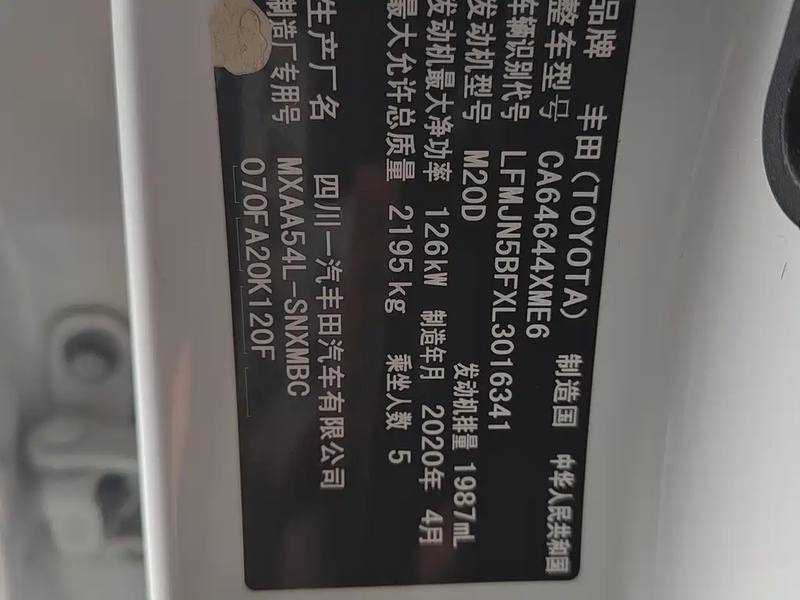 品牌 丰田(TOYOTA) 制造国 中华人民共和国
整车型号 CA64644XME6
车辆识别代号 LFMJN5BFXL3016341
发动机型号 M20D 发动机排量 1987mL
发动机最大净功率 126kW 制造年月 2020年 4月
最大允许总质量 2195kg 乘坐人数 5
生产厂名 四川一汽丰田汽车有限公司
制造厂专用号 MXAA54L-SNXMBC
070FA20K120F